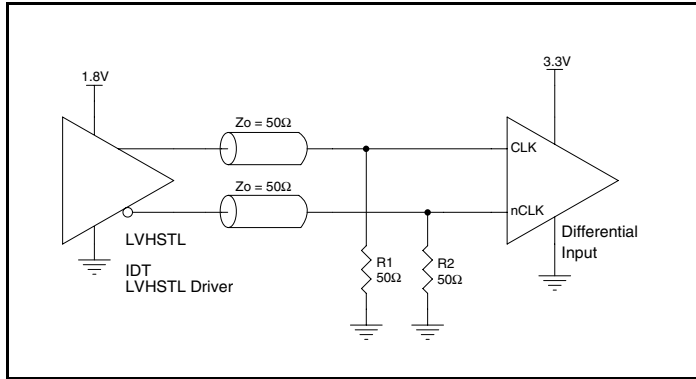 1.8V
3.3V
Zo = 50Ω
CLK
Zo = 50Ω
nCLK
LVHSTL
IDT
LVHSTL Driver
R1
50Ω
R2
50Ω
Differential
Input